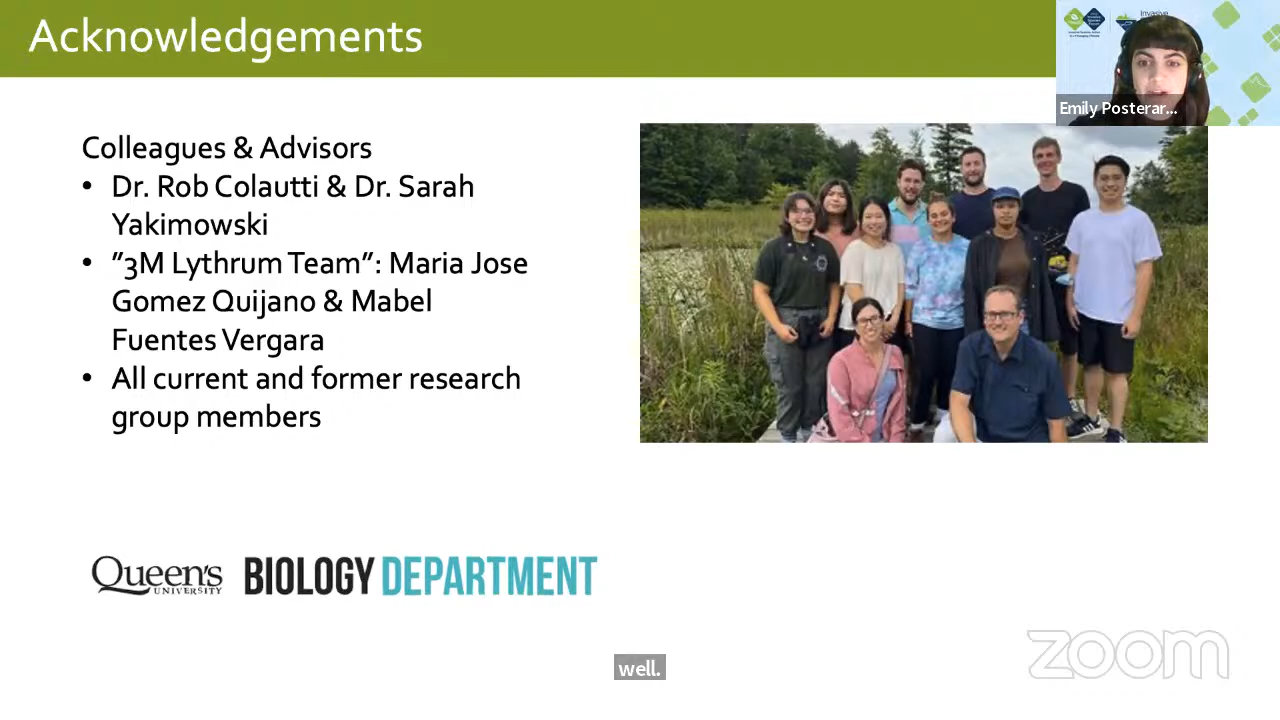 Acknowledgements
Invasive
Emily Posterar...
Colleagues & Advisors
• Dr. Rob Colautti & Dr. Sarah
Yakimowski
• ”3M Lythrum Team”: Maria Jose
Gomez Quijano & Mabel
Fuentes Vergara
• All current and former research
group members
Queen's
UNIVERSITY
BIOLOGY DEPARTMENT
well.
zoom